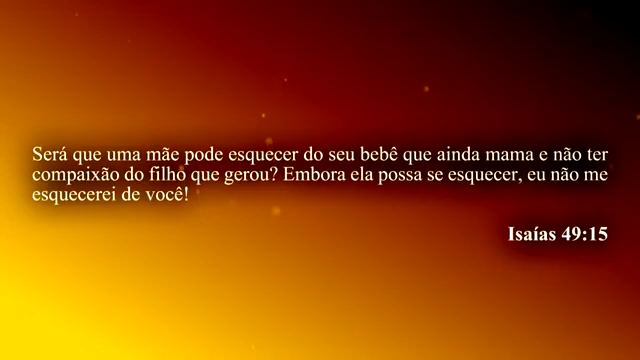 Será que uma mãe pode esquecer do seu bebê que ainda mama e não ter
compaixão do filho que gerou? Embora ela possa se esquecer, eu não me
esquecerei de você!
Isaías 49:15